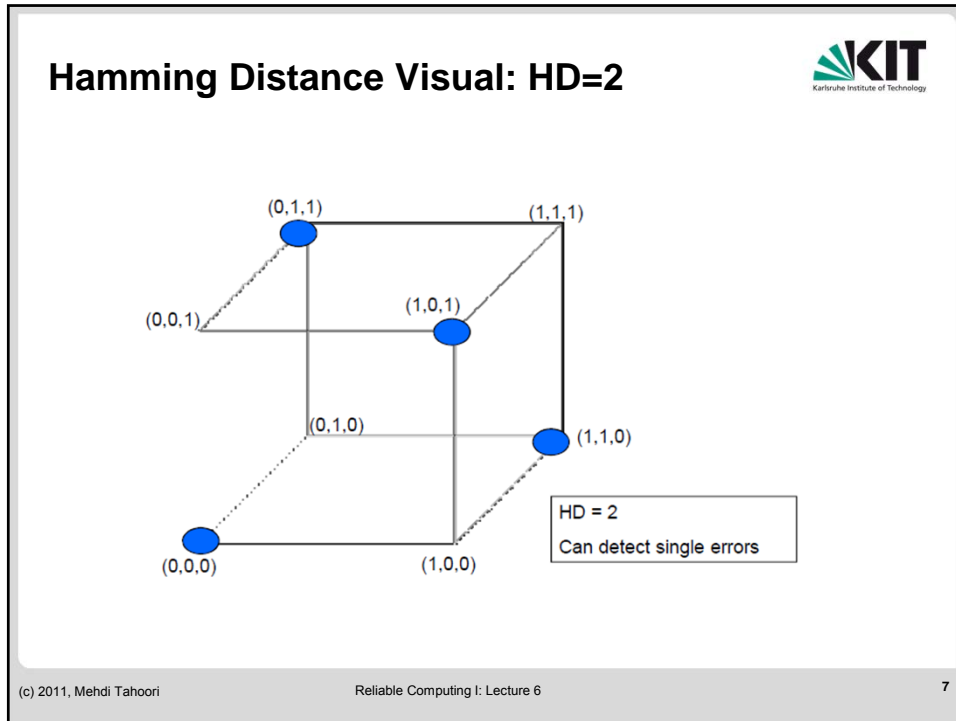 Hamming Distance Visual: HD=2
KIT
Karlsruhe Institute of Technology
(0,1,1)
(1,1,1)
(1,0,1)
(0,0,1)
(0,1,0)
(1,1,0)
HD = 2
Can detect single errors
(0,0,0)
(1,0,0)
(c) 2011, Mehdi Tahoori
Reliable Computing I: Lecture 6
7